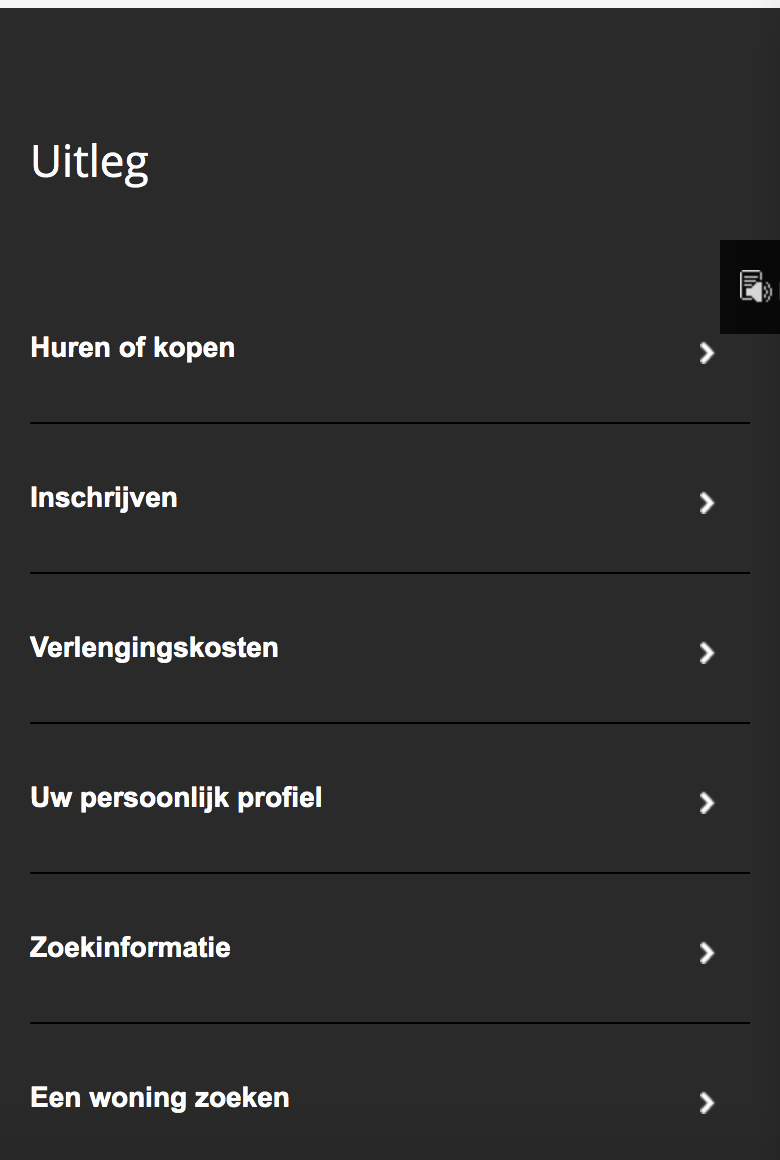 Uitleg
Huren of kopen
Inschrijven
Verlengingskosten
Uw persoonlijk profiel
Zoekinformatie
Een woning zoeken